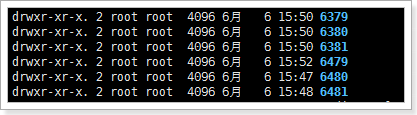 drwxr-xr-x. 2 root root  4096 6月   6 15:50 6379
drwxr-xr-x. 2 root root  4096 6月   6 15:50 6380
drwxr-xr-x. 2 root root  4096 6月   6 15:50 6381
drwxr-xr-x. 2 root root  4096 6月   6 15:52 6479
drwxr-xr-x. 2 root root  4096 6月   6 15:47 6480
drwxr-xr-x. 2 root root  4096 6月   6 15:48 6481